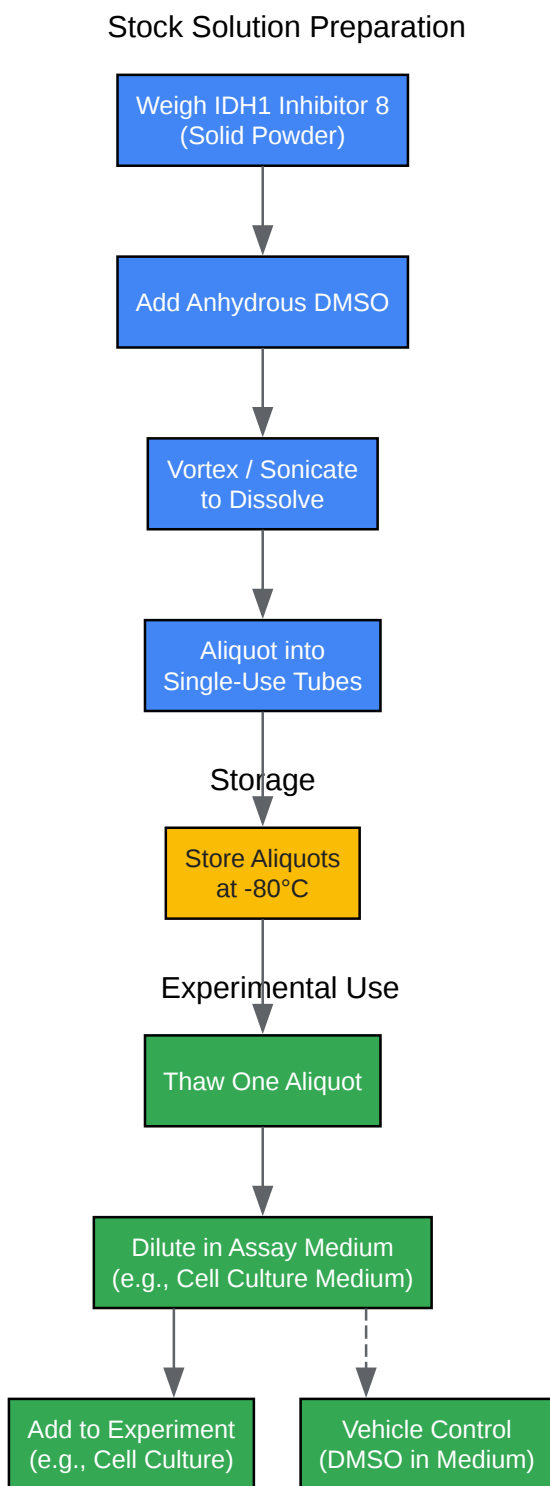 Stock Solution Preparation
Weigh IDH1 Inhibitor 8
(Solid Powder)
Add Anhydrous DMSO
Vortex / Sonicate
to Dissolve
Aliquot into
Single-Use Tubes
Storage
Store Aliquots
at -80°C
Experimental Use
Thaw One Aliquot
Dilute in Assay Medium
(e.g., Cell Culture Medium)
Add to Experiment
(e.g., Cell Culture)
Vehicle Control
(DMSO in Medium)